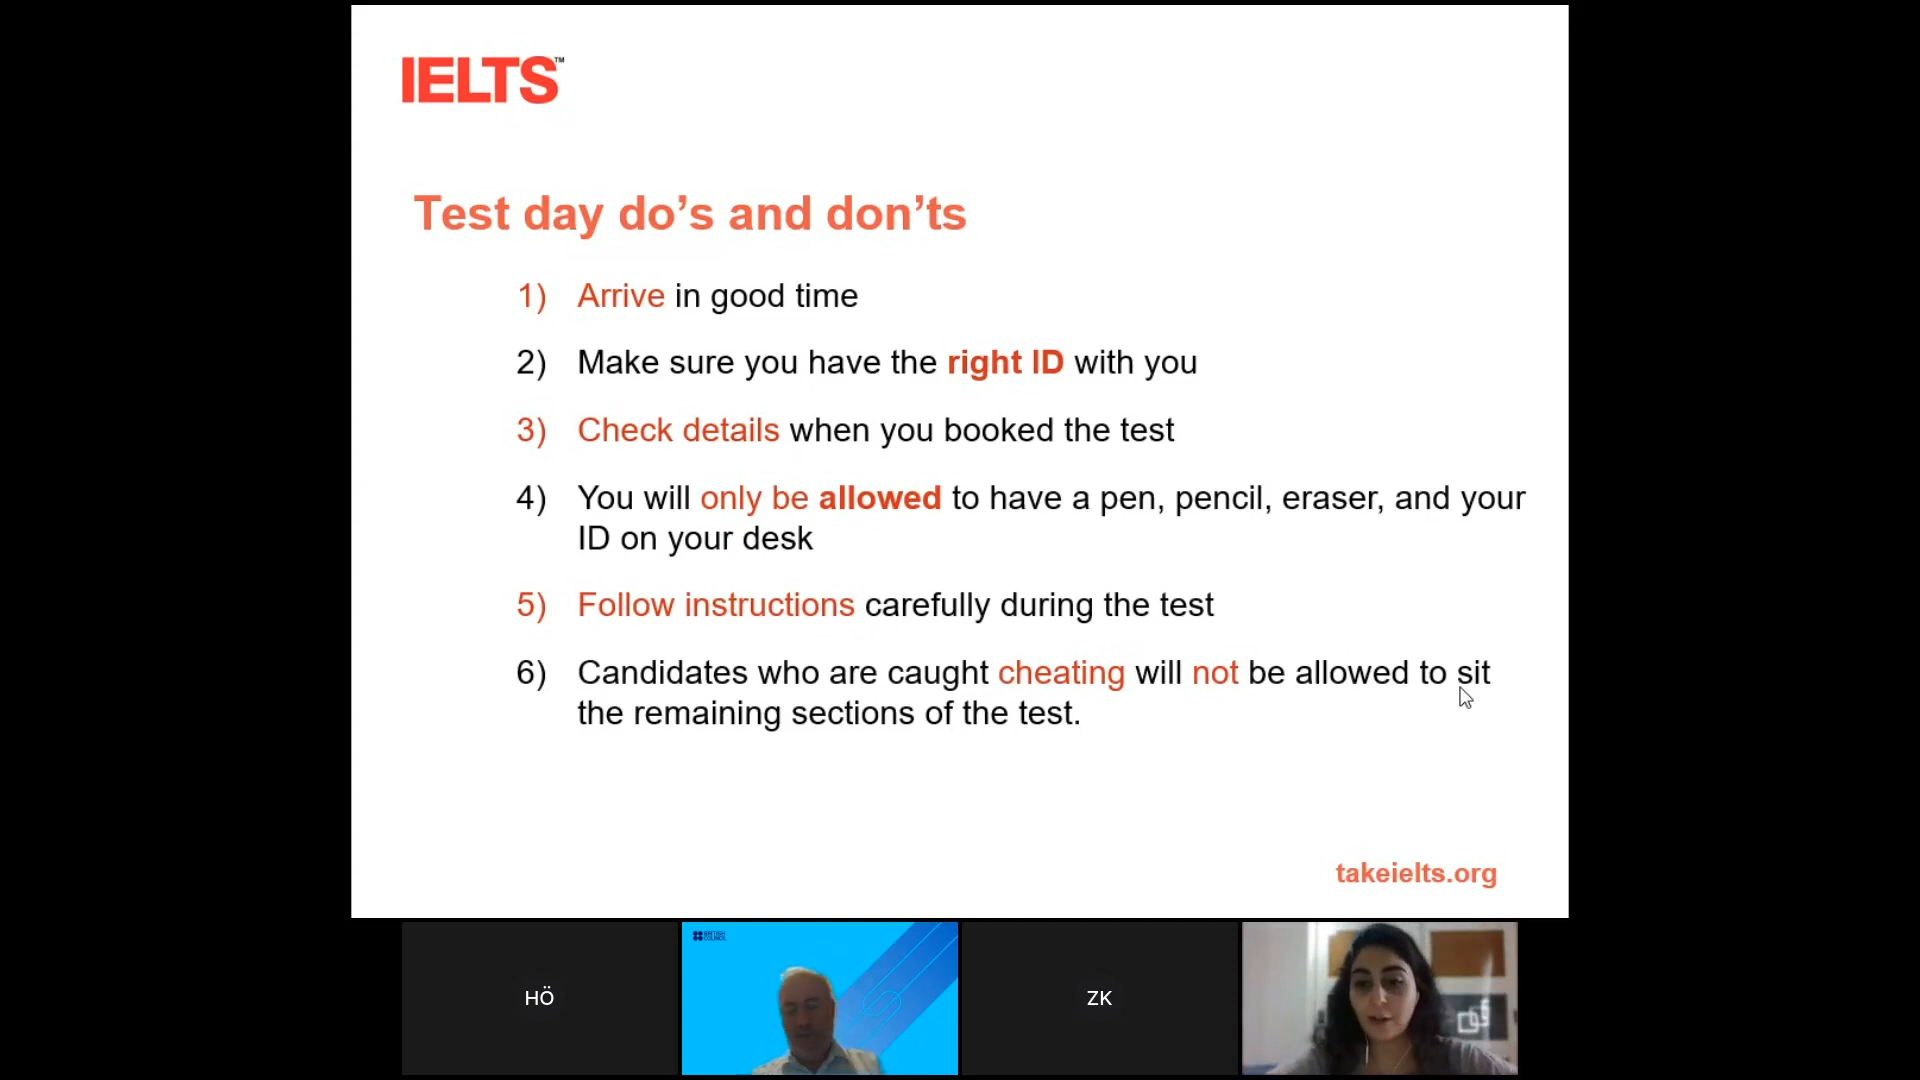 IELTS™
Test day do’s and don’ts
1) Arrive in good time
2) Make sure you have the right ID with you
3) Check details when you booked the test
4) You will only be allowed to have a pen, pencil, eraser, and your
ID on your desk
5) Follow instructions carefully during the test
6) Candidates who are caught cheating will not be allowed to sit
the remaining sections of the test.
takeielts.org
HÖ
BRITISH
COUNCIL
ZK